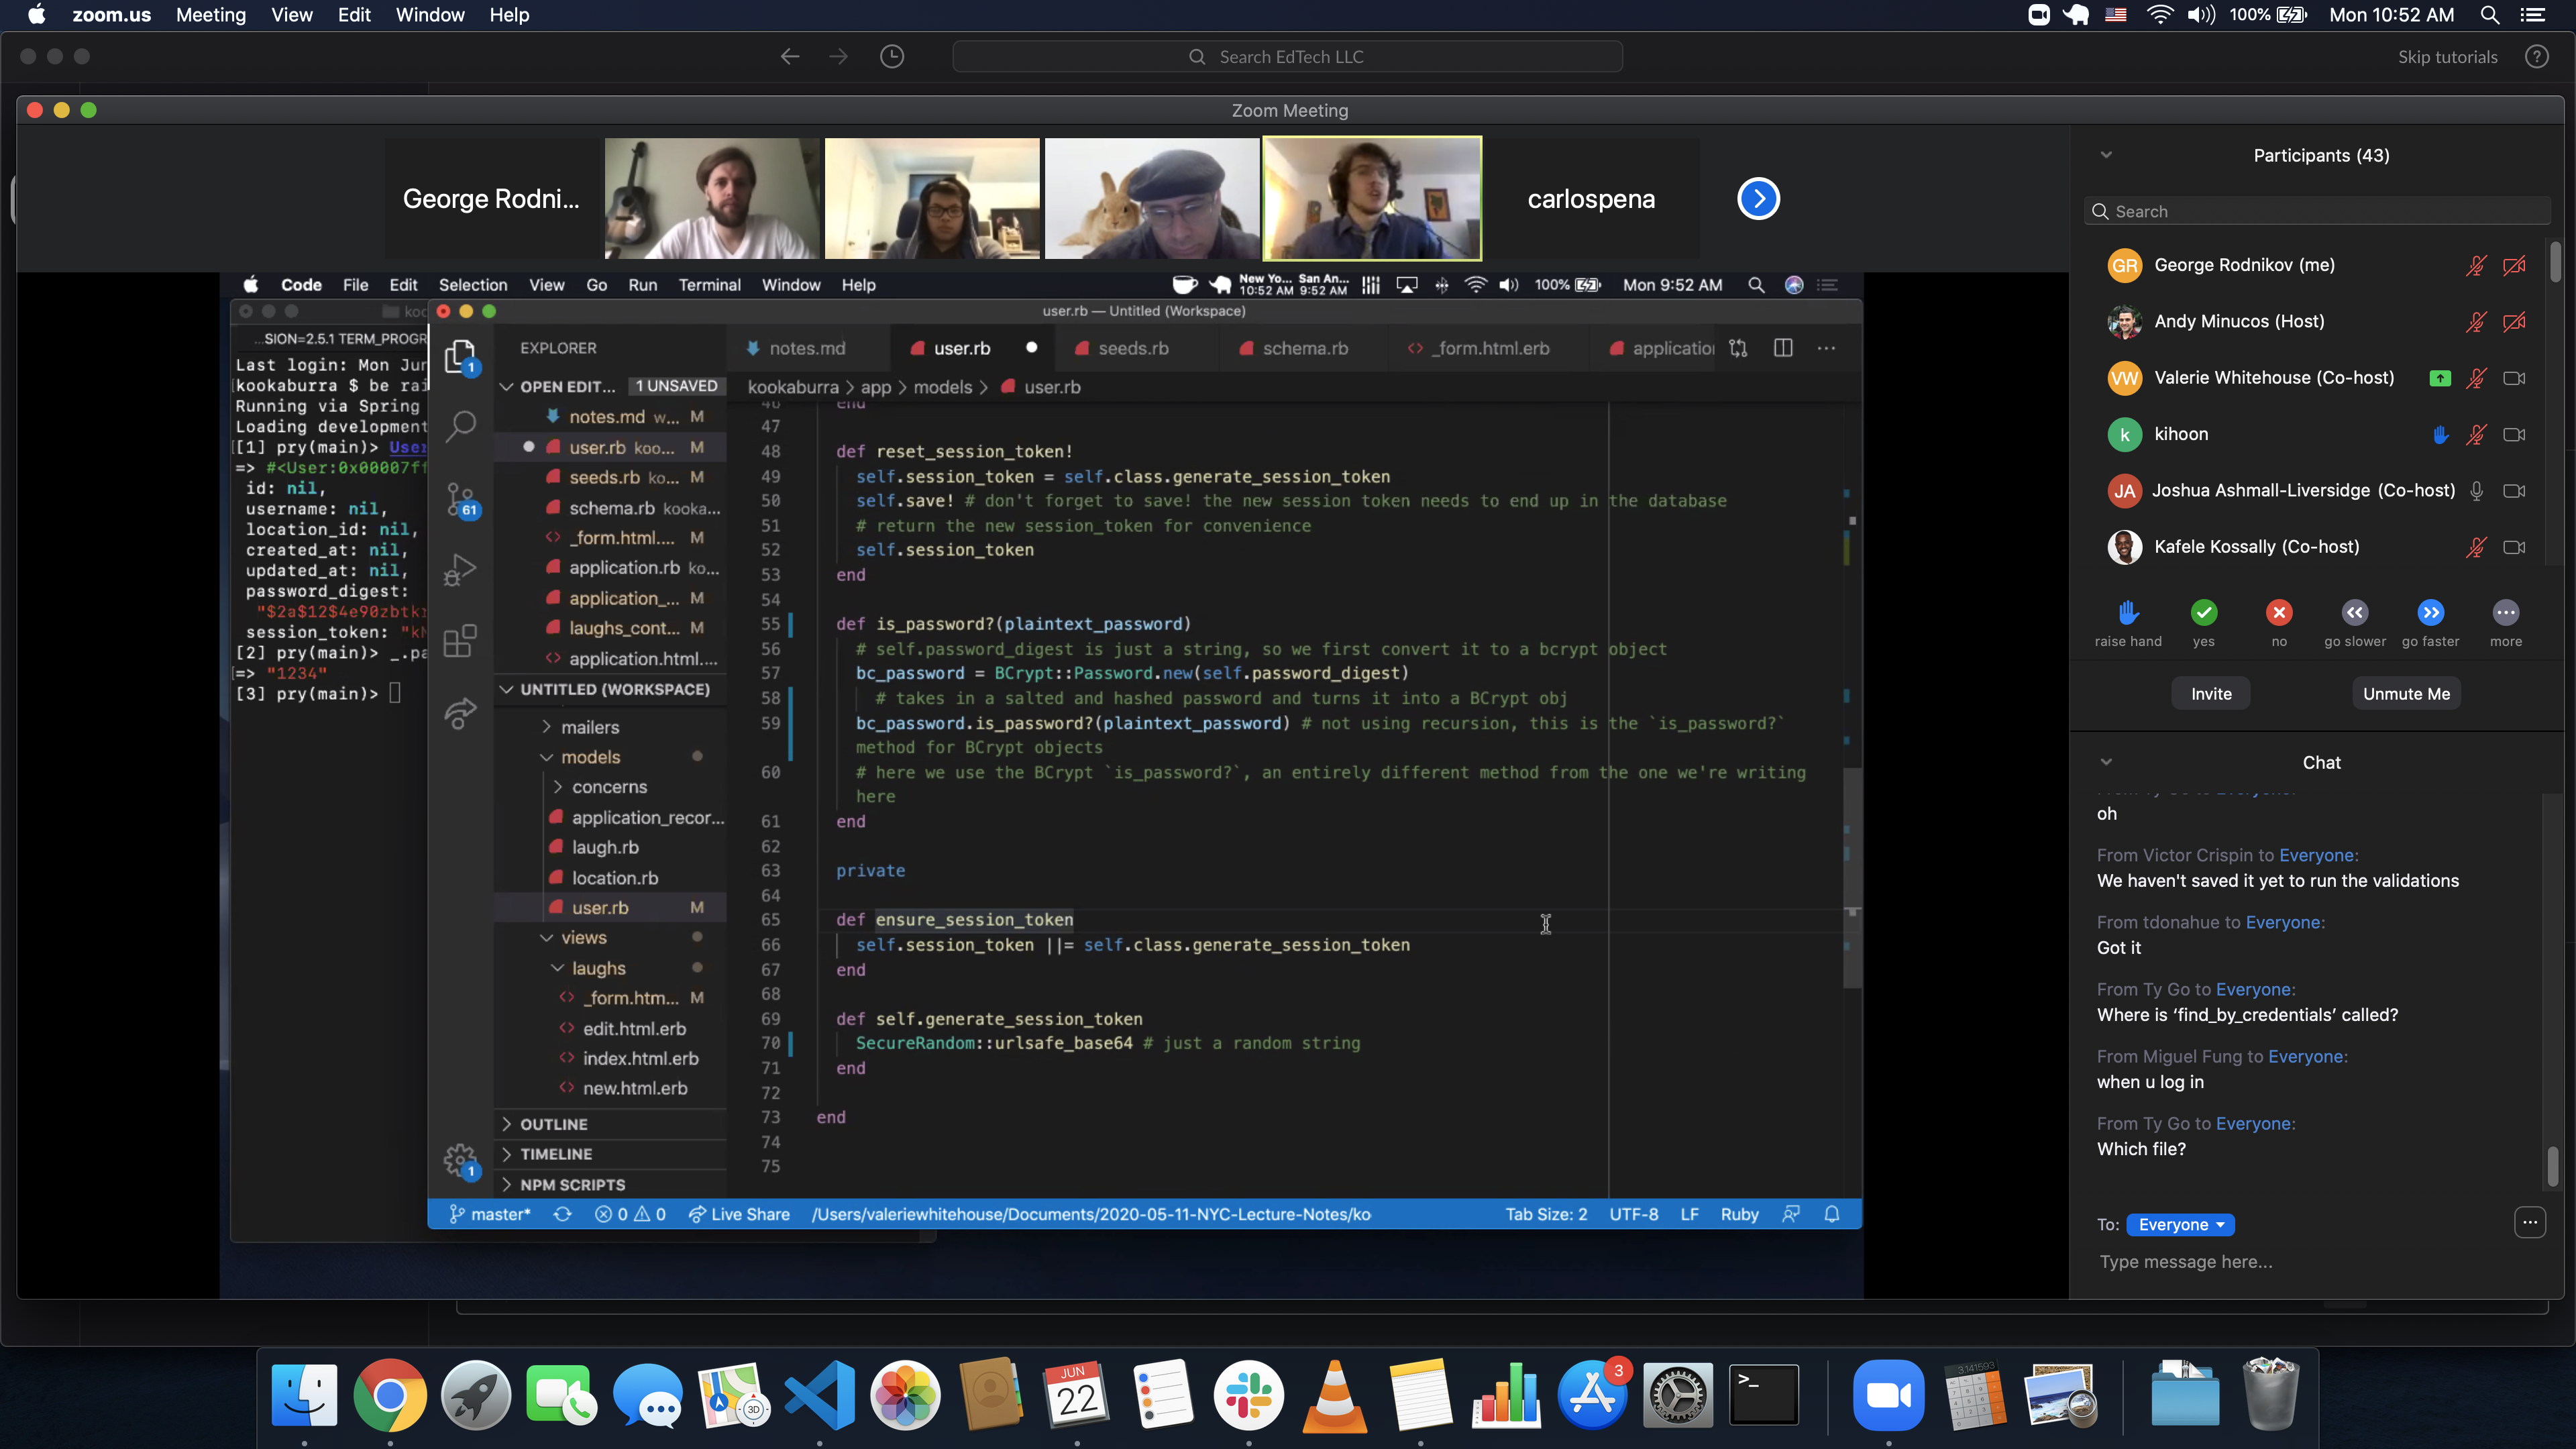 zoom.us Meeting View Edit Window Help
100% Mon 10:52 AM
Search EdTech LLC
Skip tutorials
Zoom Meeting
George Rodni...
carlospena
Code File Edit Selection View Go Run Terminal Window Help
New Yo... San An...
10:52 AM 9:52 AM
100% Mon 9:52 AM
...SION=2.5.1 TERM_PROGR
Last login: Mon Jun
kookaburra $ be rai
Running via Spring
Loading development
[1] pry(main)> User
=> #<User:0x00007ff
id: nil,
username: nil,
location_id: nil,
created_at: nil,
updated_at: nil,
password_digest:
"$2a$12$4e90zbtkr
session_token: "kM
[2] pry(main)> _.pa
=> "1234"
[3] pry(main)>
user.rb — Untitled (Workspace)
EXPLORER
OPEN EDIT... 1 UNSAVED
notes.md w... M
user.rb koo... M
seeds.rb ko... M
schema.rb kooka...
_form.html.... M
application.rb ko...
application_... M
laughs_cont... M
application.html....
UNTITLED (WORKSPACE)
mailers
models
concerns
application_recor...
laugh.rb
location.rb
user.rb M
views
laughs
_form.htm... M
edit.html.erb
index.html.erb
new.html.erb
OUTLINE
TIMELINE
NPM SCRIPTS
1
61
1
notes.md user.rb seeds.rb schema.rb _form.html.erb applicatio
kookaburra > app > models > user.rb
46 end
47
48 def reset_session_token!
49 self.session_token = self.class.generate_session_token
50 self.save! # don't forget to save! the new session token needs to end up in the database
51 # return the new session_token for convenience
52 self.session_token
53 end
54
55 def is_password?(plaintext_password)
56 # self.password_digest is just a string, so we first convert it to a bcrypt object
57 bc_password = BCrypt::Password.new(self.password_digest)
58 # takes in a salted and hashed password and turns it into a BCrypt obj
59 bc_password.is_password?(plaintext_password) # not using recursion, this is the `is_password?`
method for BCrypt objects
60 # here we use the BCrypt `is_password?`, an entirely different method from the one we're writing
here
61 end
62
63 private
64
65 def ensure_session_token
66 self.session_token ||= self.class.generate_session_token
67 end
68
69 def self.generate_session_token
70 SecureRandom::urlsafe_base64 # just a random string
71 end
72
73 end
74
75
master* 0 0 Live Share /Users/valeriewhitehouse/Documents/2020-05-11-NYC-Lecture-Notes/ko Tab Size: 2 UTF-8 LF Ruby
Participants (43)
Search
GR George Rodnikov (me)
Andy Minucos (Host)
VW Valerie Whitehouse (Co-host)
k kihoon
JA Joshua Ashmall-Liversidge (Co-host)
Kafele Kossally (Co-host)
raise hand yes no go slower go faster more
Invite Unmute Me
Chat
From Ty Go to Everyone:
oh
From Victor Crispin to Everyone:
We haven't saved it yet to run the validations
From tdonahue to Everyone:
Got it
From Ty Go to Everyone:
Where is ‘find_by_credentials’ called?
From Miguel Fung to Everyone:
when u log in
From Ty Go to Everyone:
Which file?
To: Everyone
Type message here...
3D
JUN
22
3
3.141593